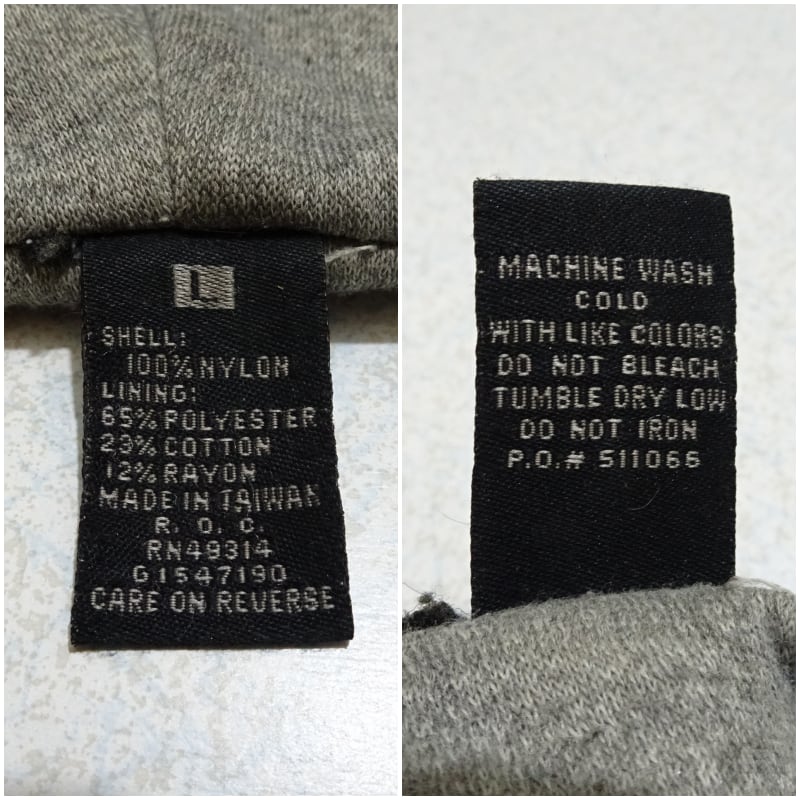 L
SHELL:
100% NYLON
LINING:
65% POLYESTER
23% COTTON
12% RAYON
MADE IN TAIWAN
R. O. C.
RN48314
G1547190
CARE ON REVERSE
MACHINE WASH
COLD
WITH LIKE COLORS
DO NOT BLEACH
TUMBLE DRY LOW
DO NOT IRON
P.O.# 511066